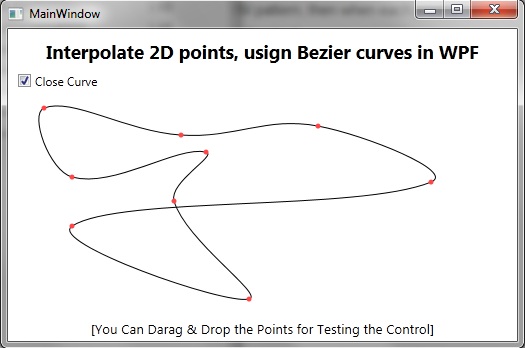 MainWindow
Interpolate 2D points, usign Bezier curves in WPF
Close Curve
[You Can Darag & Drop the Points for Testing the Control]